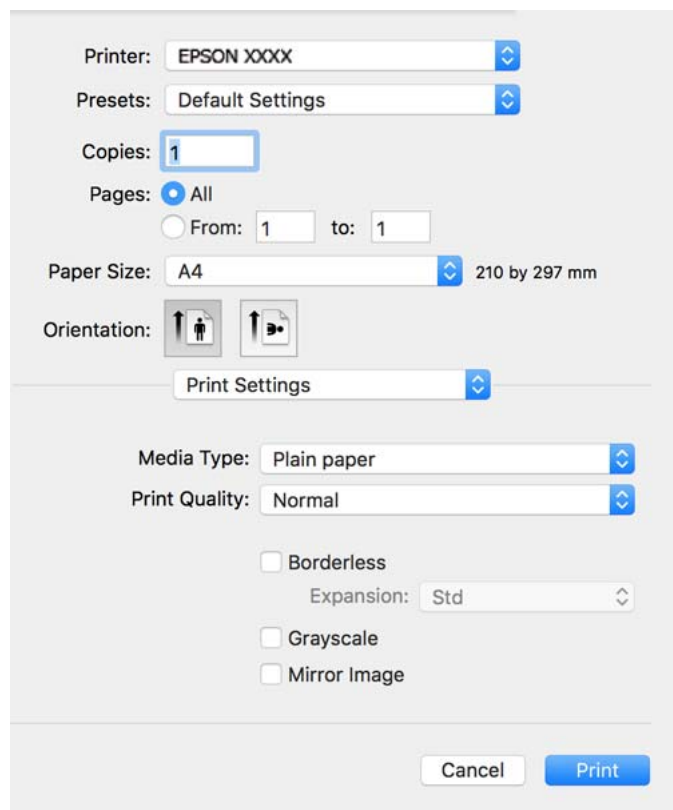 Printer: EPSON XXXX
Presets: Default Settings
Copies: 1
Pages: All
From: 1 to: 1
Paper Size: A4 210 by 297 mm
Orientation:
Print Settings
Media Type: Plain paper
Print Quality: Normal
Borderless
Expansion: Std
Grayscale
Mirror Image
Cancel Print